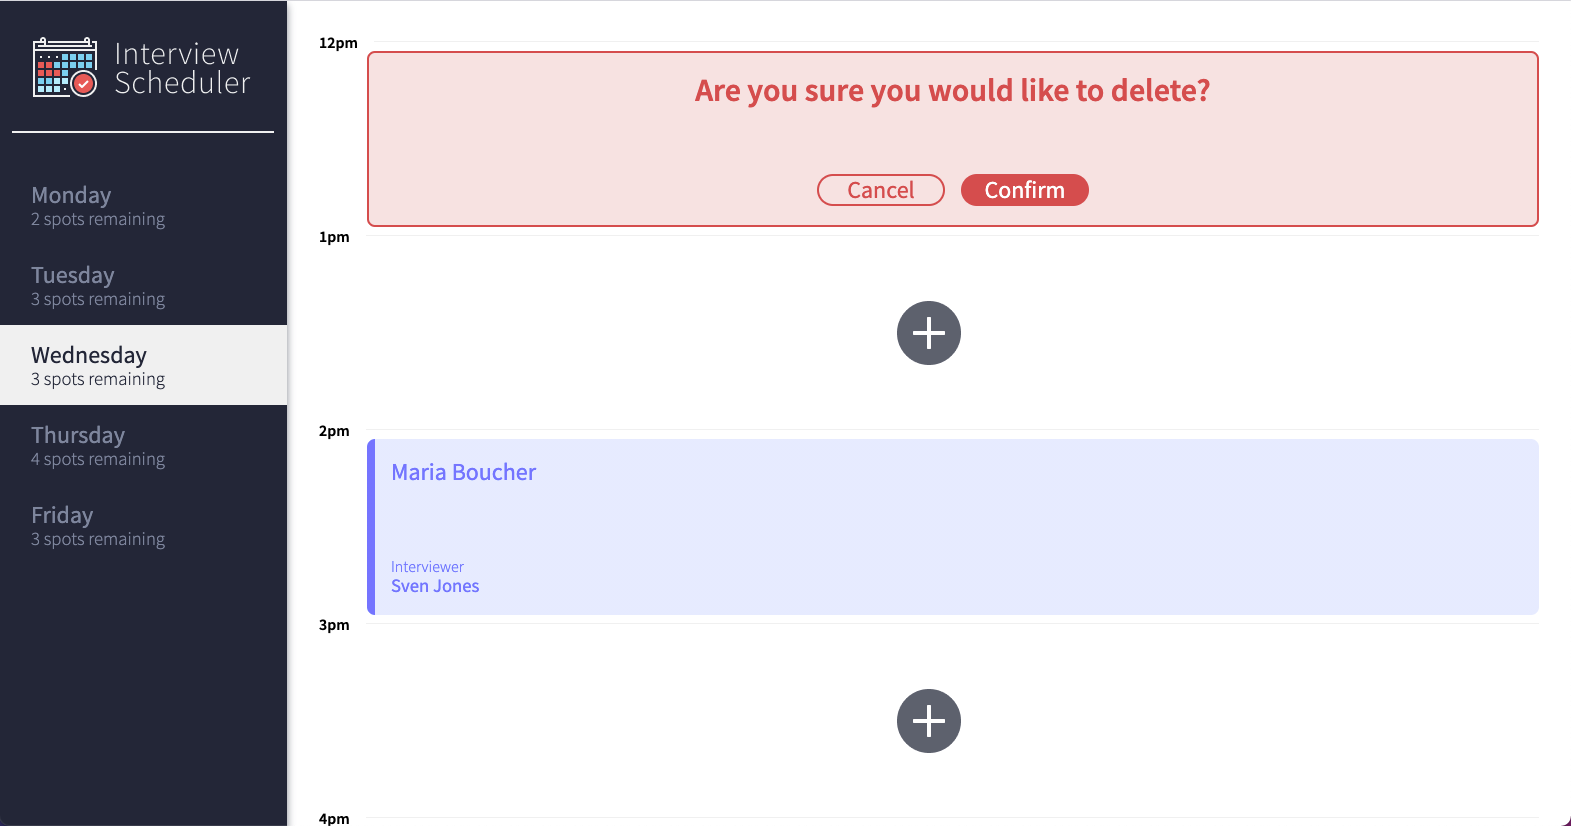 Interview
Scheduler
Monday
2 spots remaining
Tuesday
3 spots remaining
Wednesday
3 spots remaining
Thursday
4 spots remaining
Friday
3 spots remaining
12pm
Are you sure you would like to delete?
Cancel Confirm
1pm
2pm
Maria Boucher
Interviewer
Sven Jones
3pm
4pm